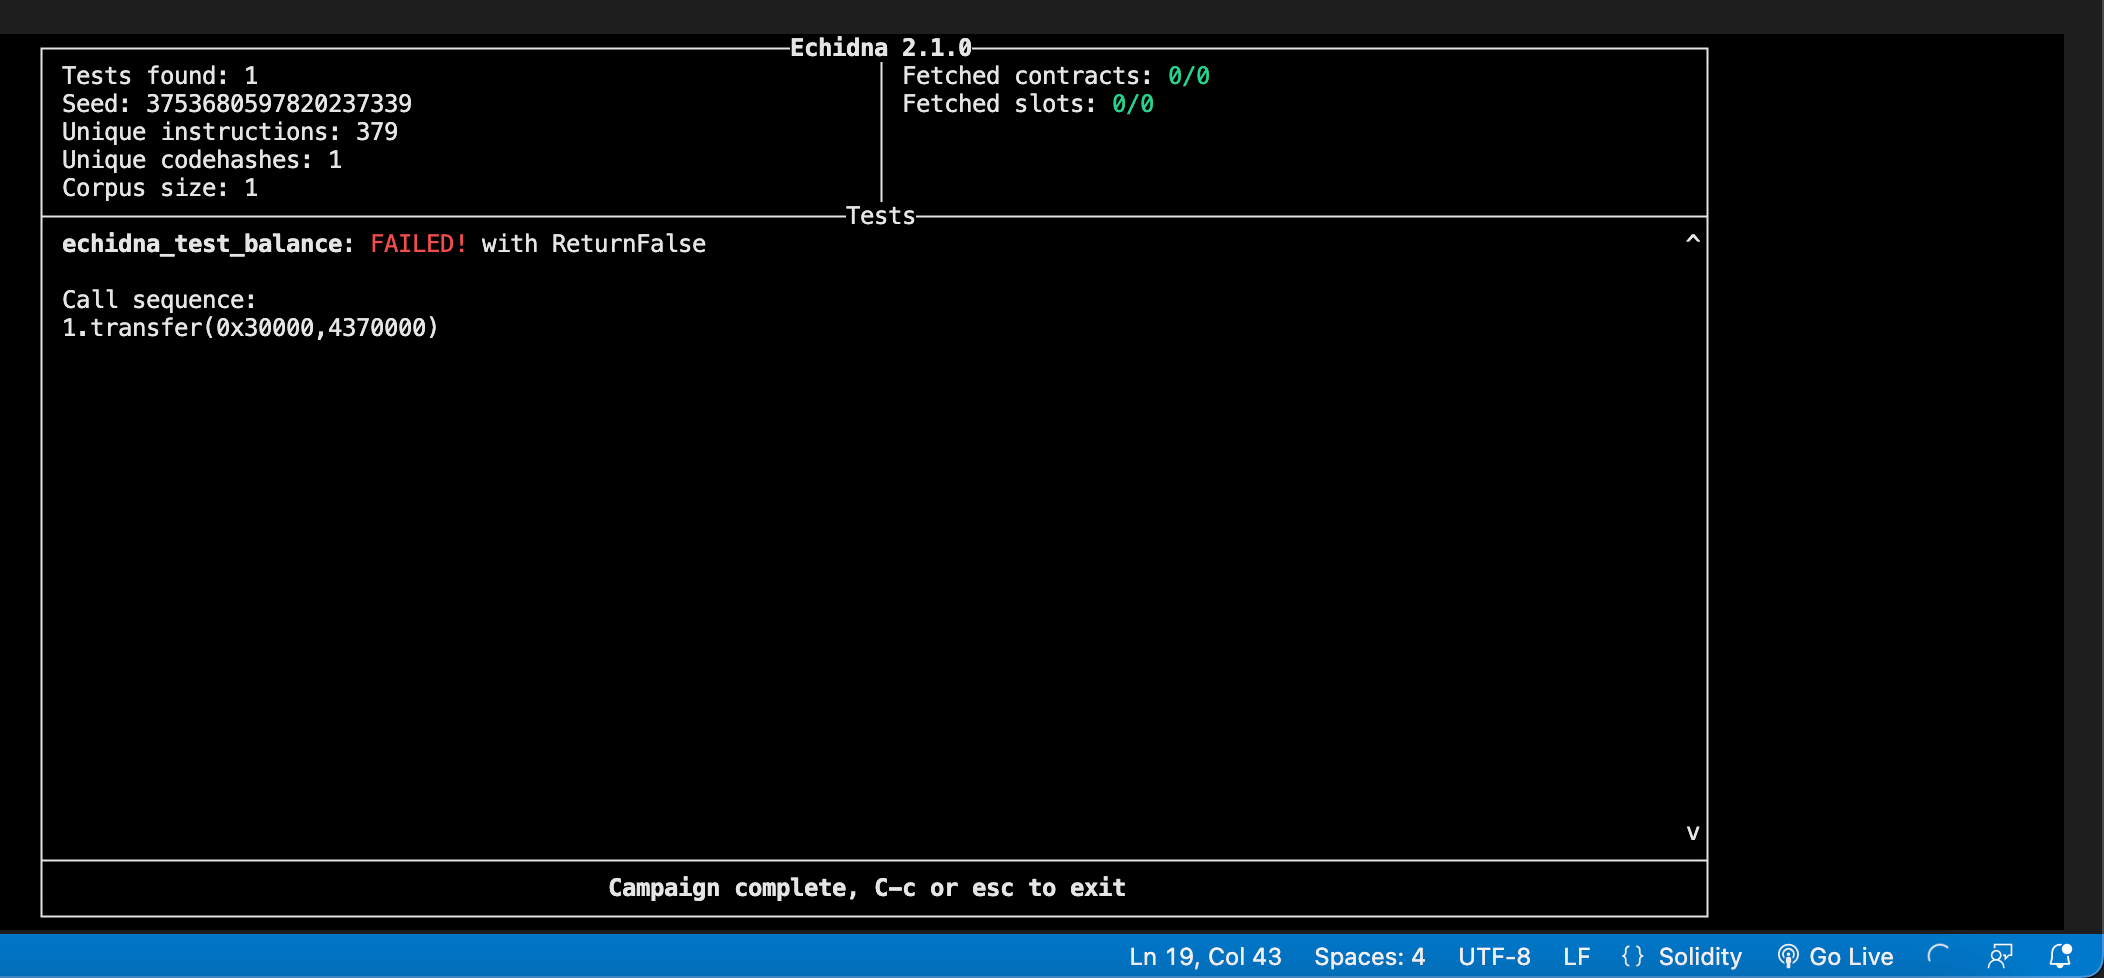 Echidna 2.1.0
Tests found: 1
Seed: 3753680597820237339
Unique instructions: 379
Unique codehashes: 1
Corpus size: 1
Fetched contracts: 0/0
Fetched slots: 0/0
Tests
echidna_test_balance: FAILED! with ReturnFalse
^
Call sequence:
1.transfer(0x30000,4370000)
v
Campaign complete, C-c or esc to exit
Ln 19, Col 43 Spaces: 4 UTF-8 LF {} Solidity Go Live